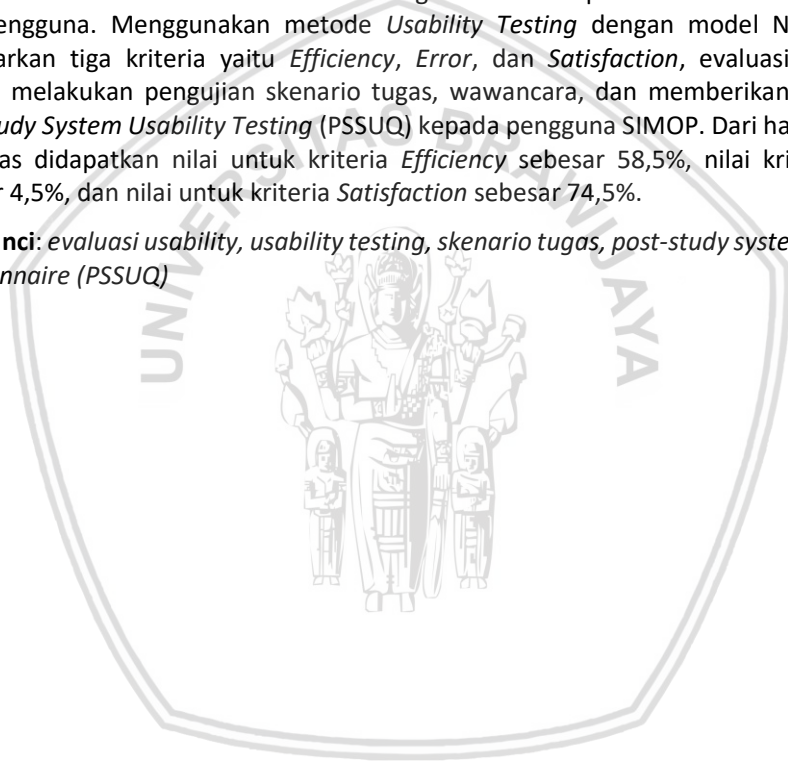 engguna. Menggunakan metode Usability Testing dengan model N
arkan tiga kriteria yaitu Efficiency, Error, dan Satisfaction, evaluasi
melakukan pengujian skenario tugas, wawancara, dan memberikan
udy System Usability Testing (PSSUQ) kepada pengguna SIMOP. Dari ha
as didapatkan nilai untuk kriteria Efficiency sebesar 58,5%, nilai kri
r 4,5%, dan nilai untuk kriteria Satisfaction sebesar 74,5%.
nci: evaluasi usability, usability testing, skenario tugas, post-study syste
nnaire (PSSUQ)
UNIVERSITAS BRAWIJAYA